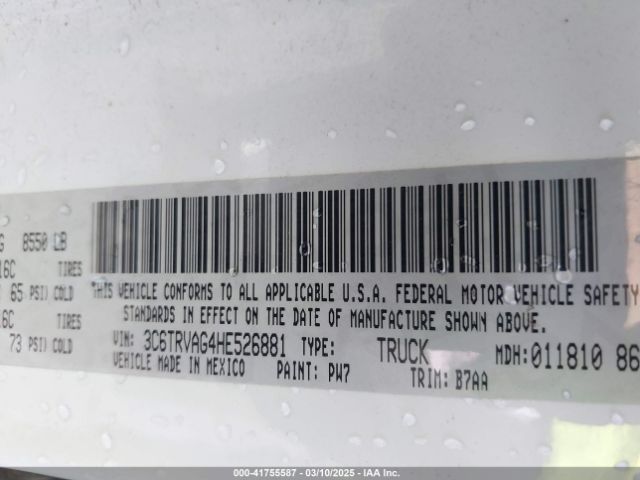 G 8550 LB
16C TIRES
65 PSI) COLD
THIS VEHICLE CONFORMS TO ALL APPLICABLE U.S.A. FEDERAL MOTOR VEHICLE SAFETY
16C TIRES
STANDARDS IN EFFECT ON THE DATE OF MANUFACTURE SHOWN ABOVE.
73 PSI) COLD
VIN: 3C6TRVAG4HE526881 TYPE: TRUCK MDH: 011810 86
VEHICLE MADE IN MEXICO PAINT: PW7 TRIM: B7AA
000-41755587 - 03/10/2025 - IAA Inc.